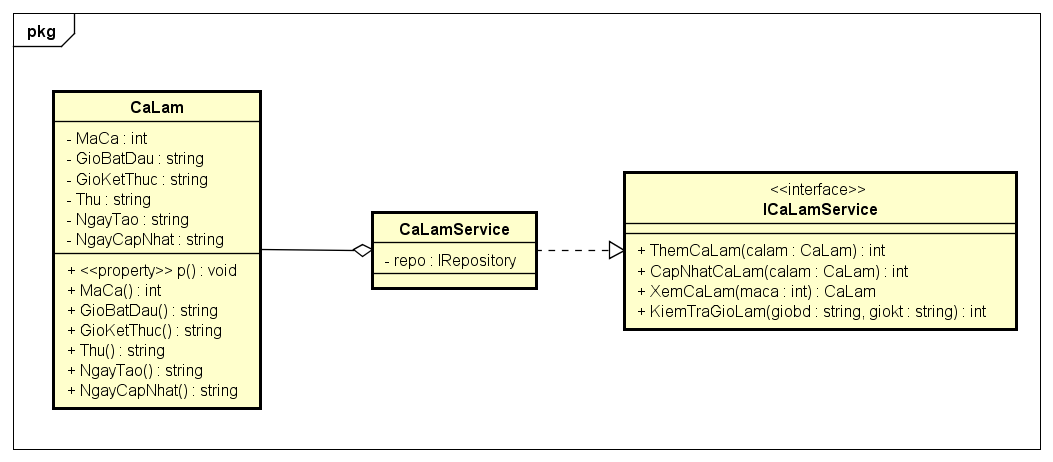 pkg
CaLam
- MaCa : int
- GioBatDau : string
- GioKetThuc : string
- Thu : string
- NgayTao : string
- NgayCapNhat : string
+ <<property>> p() : void
+ MaCa() : int
+ GioBatDau() : string
+ GioKetThuc() : string
+ Thu() : string
+ NgayTao() : string
+ NgayCapNhat() : string
CaLamService
- repo : IRepository
<<interface>>
ICaLamService
+ ThemCaLam(calam : CaLam) : int
+ CapNhatCaLam(calam : CaLam) : int
+ XemCaLam(maca : int) : CaLam
+ KiemTraGioLam(giobd : string, giokt : string) : int